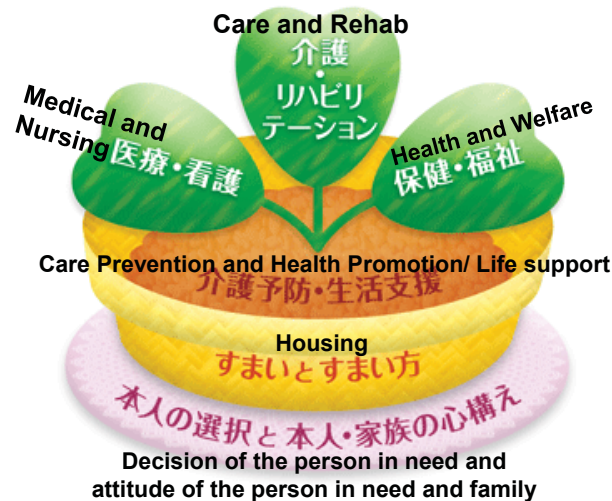 Care and Rehab
介護
・
リハビリ
テーション
Medical and
Nursing
医療・看護
Health and Welfare
保健・福祉
Care Prevention and Health Promotion/ Life support
介護予防・生活支援
Housing
すまいとすまい方
本人の選択と本人・家族の心構え
Decision of the person in need and
attitude of the person in need and family